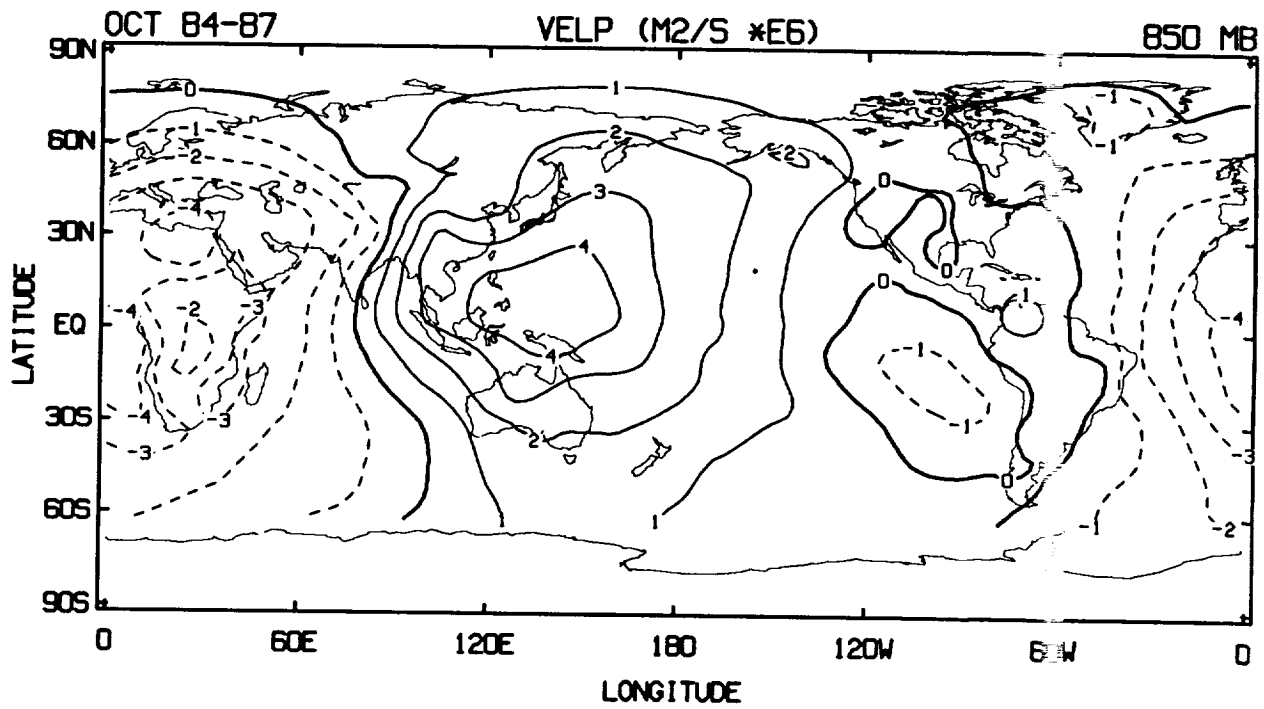 OCT 84-87 VELP (M2/S *E6) 850 MB
90N
0 1 -1
60N -1 2 2 -1
-2
-4 3 0
30N
4 0
0
-4 -2 -3 1 -4
EQ
4 -1
30S -4 -3 -1
-3 2 -3
0
60S 1 -1 -2
90S
0 60E 120E 180 120W W 0
LATITUDE
LONGITUDE